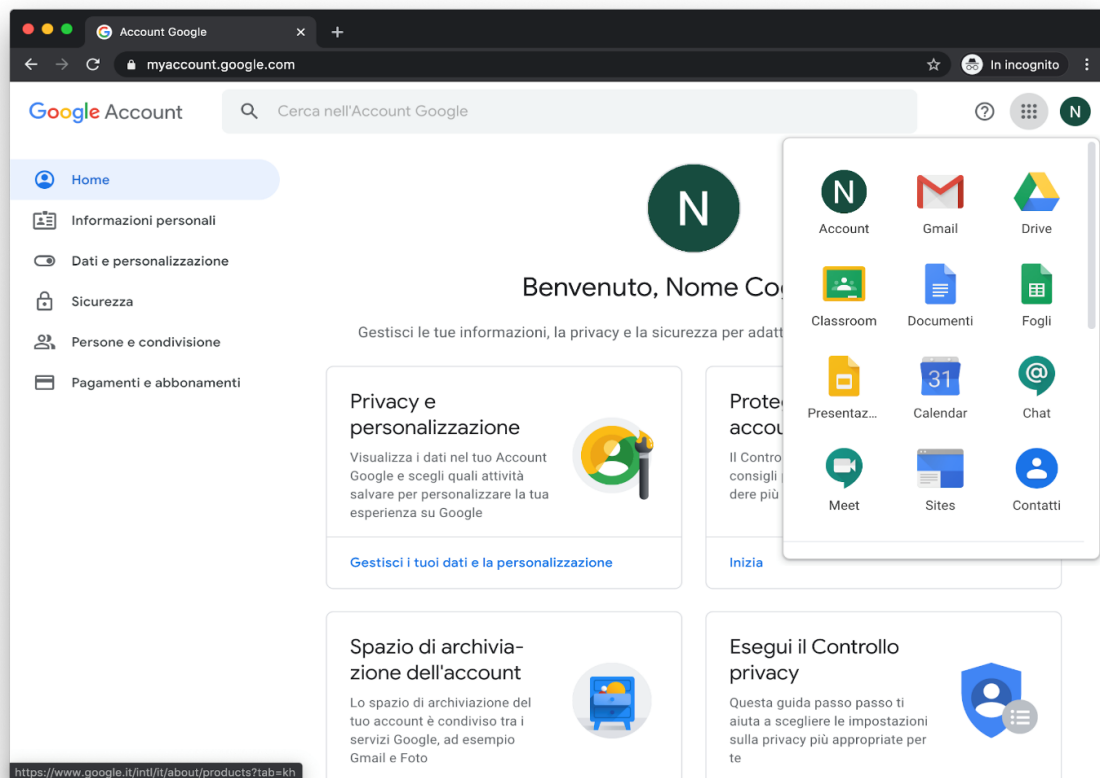 Account Google
myaccount.google.com
In incognito
Google Account
Cerca nell'Account Google
N
Home
Informazioni personali
Dati e personalizzazione
Sicurezza
Persone e condivisione
Pagamenti e abbonamenti
N
Benvenuto, Nome Co
Gestisci le tue informazioni, la privacy e la sicurezza per adatt
Privacy e
personalizzazione
Visualizza i dati nel tuo Account
Google e scegli quali attività
salvare per personalizzare la tua
esperienza su Google
Gestisci i tuoi dati e la personalizzazione
Prote
accou
Il Contro
consigli
dere più
Inizia
N
Account
Gmail
Drive
Classroom
Documenti
Fogli
Presentaz...
31
Calendar
@
Chat
Meet
Sites
Contatti
Spazio di archivia-
zione dell'account
Lo spazio di archiviazione del
tuo account è condiviso tra i
servizi Google, ad esempio
Gmail e Foto
Esegui il Controllo
privacy
Questa guida passo passo ti
aiuta a scegliere le impostazioni
sulla privacy più appropriate per
te
https://www.google.it/intl/it/about/products?tab=kh